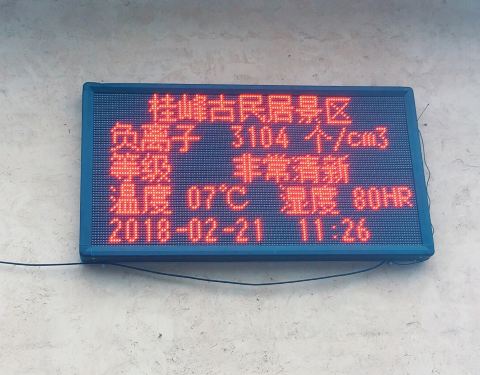 桂峰古民居景区
负离子 3104 个/cm3
等级 非常清新
温度 07℃ 湿度 80HR
2018-02-21 11:26